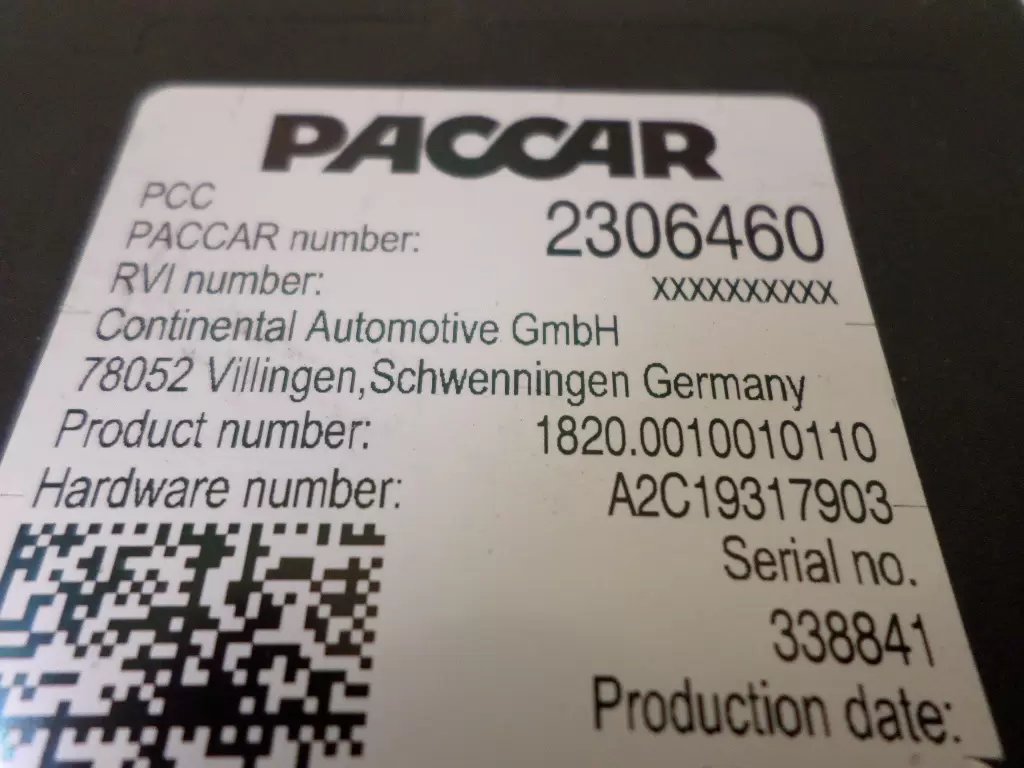 PACCAR
PCC
PACCAR number: 2306460
RVI number: xxxxxxxxxx
Continental Automotive GmbH
78052 Villingen,Schwenningen Germany
Product number: 1820.0010010110
Hardware number: A2C19317903
Serial no.
338841
Production date: